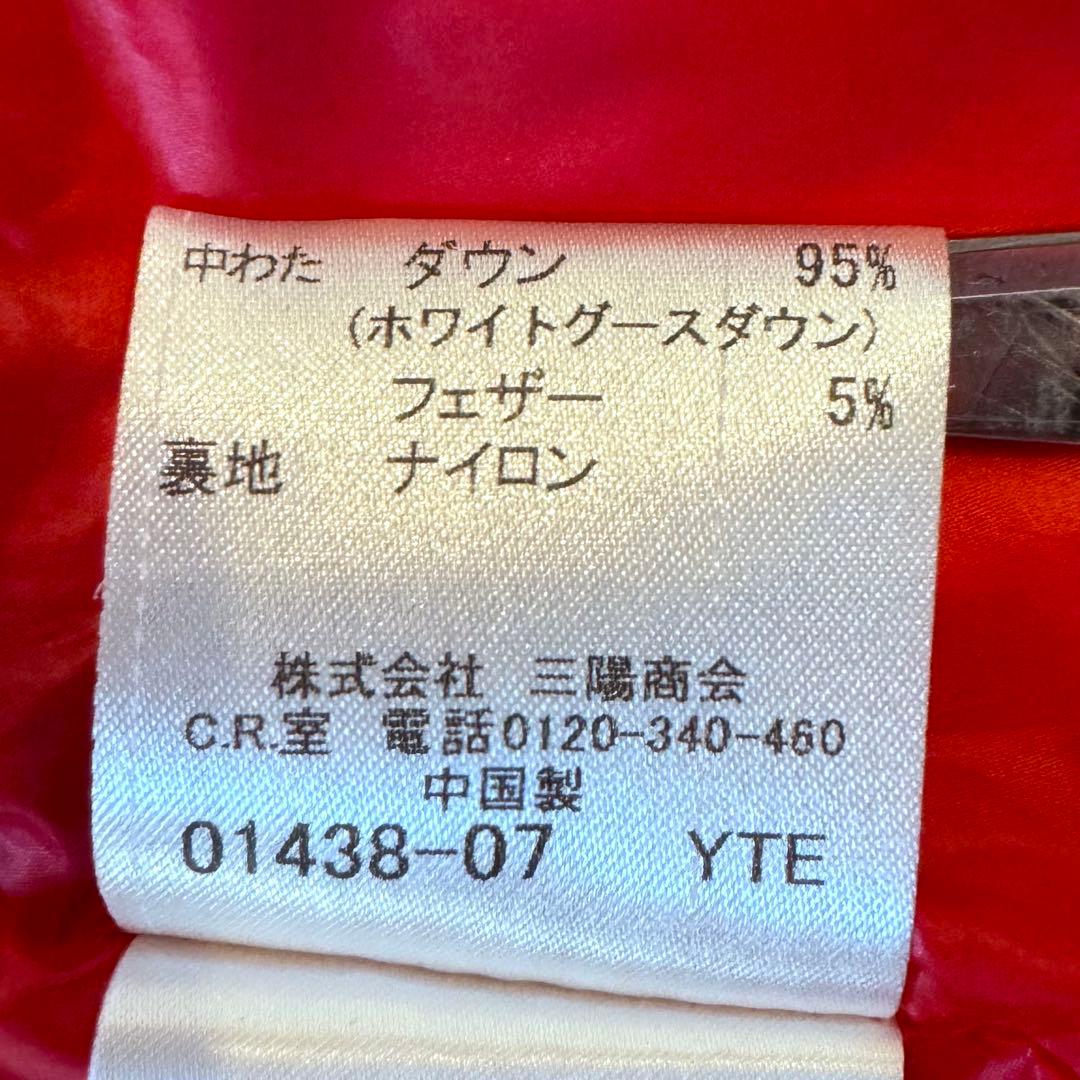 中わた ダウン 95%
(ホワイトグースダウン)
フェザー 5%
裏地 ナイロン
株式会社 三陽商会
C.R.室 電話0120-340-460
中国製
01438-07 YTE